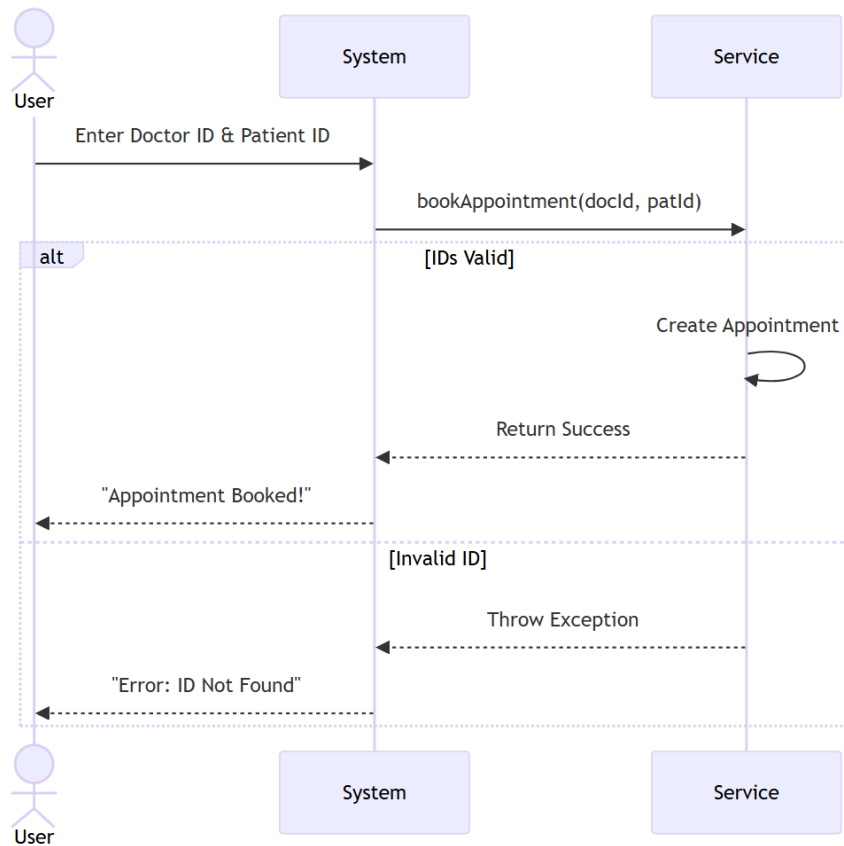 System
Service
User
Enter Doctor ID & Patient ID
bookAppointment(docId, patId)
alt
[IDs Valid]
Create Appointment
Return Success
"Appointment Booked!"
[Invalid ID]
Throw Exception
"Error: ID Not Found"
System
Service
User